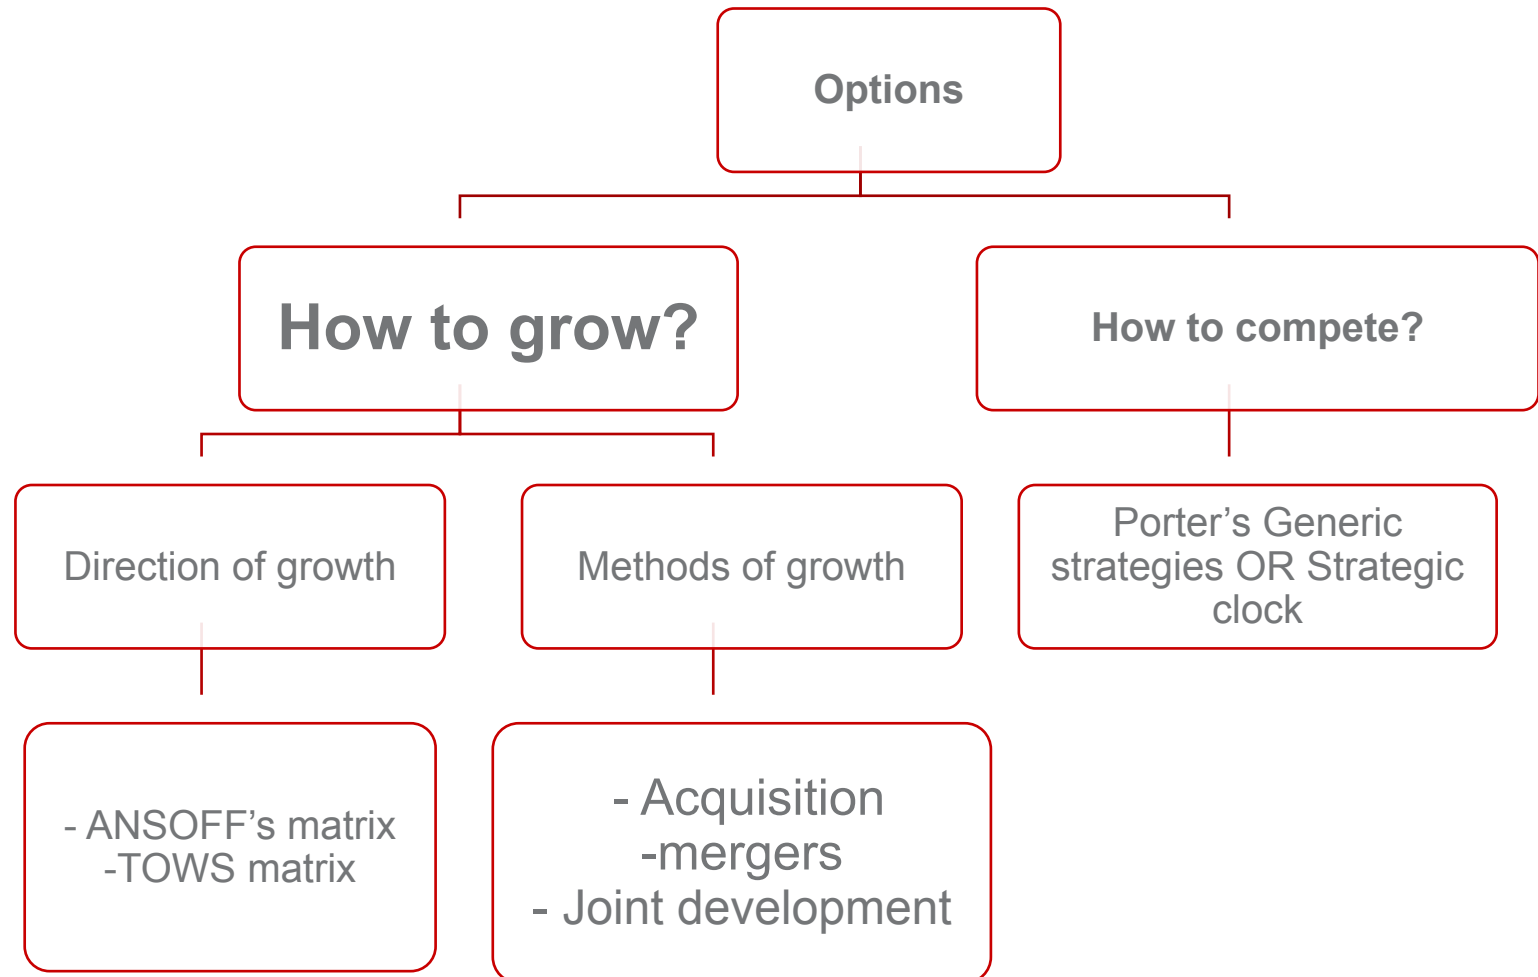 Options
How to grow?
How to compete?
Direction of growth
Methods of growth
Porter’s Generic
strategies OR Strategic
clock
- ANSOFF’s matrix
-TOWS matrix
- Acquisition
-mergers
- Joint development